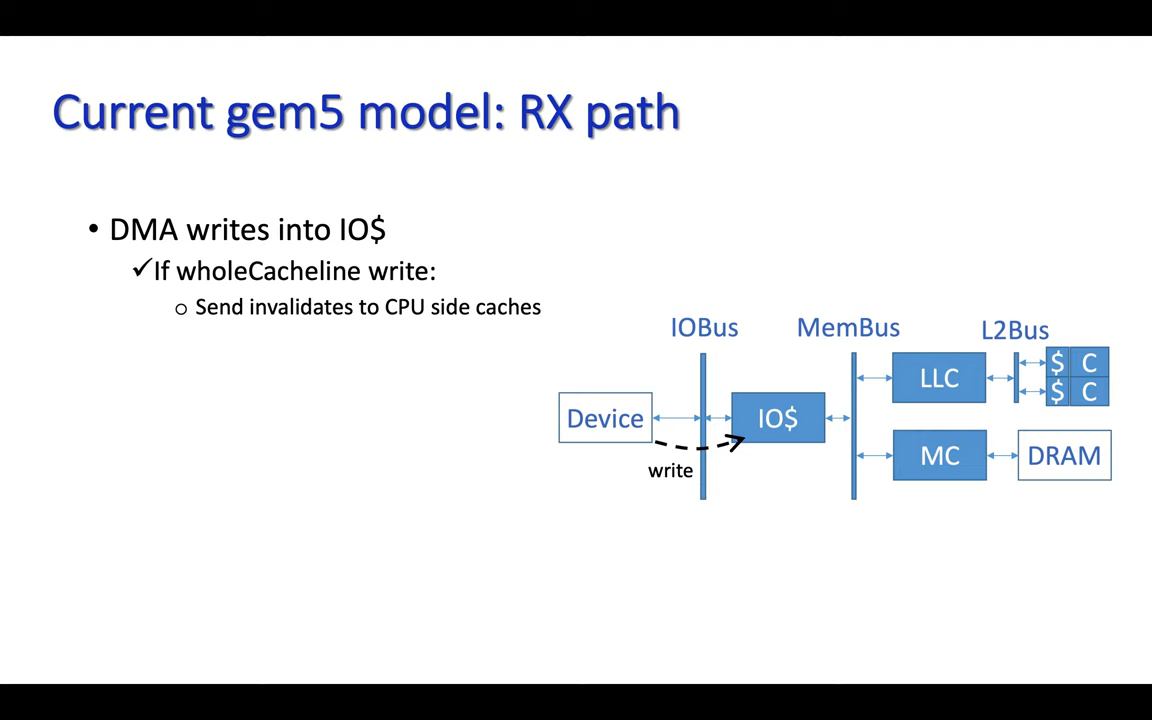 Current gem5 model: RX path
• DMA writes into IO$
✓If wholeCacheline write:
o Send invalidates to CPU side caches
IOBus
MemBus
L2Bus
Device
IO$
LLC
$ C
$ C
MC
DRAM
write